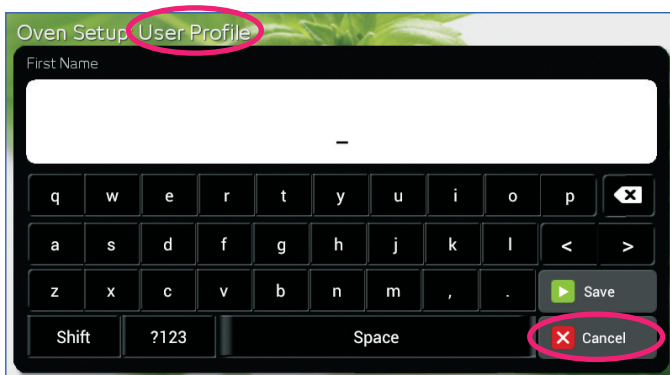 Oven Setup: User Profile
First Name
_
q w e r t y u i o p
a s d f g h j k l < >
z x c v b n m , . Save
Shift ?123 Space Cancel